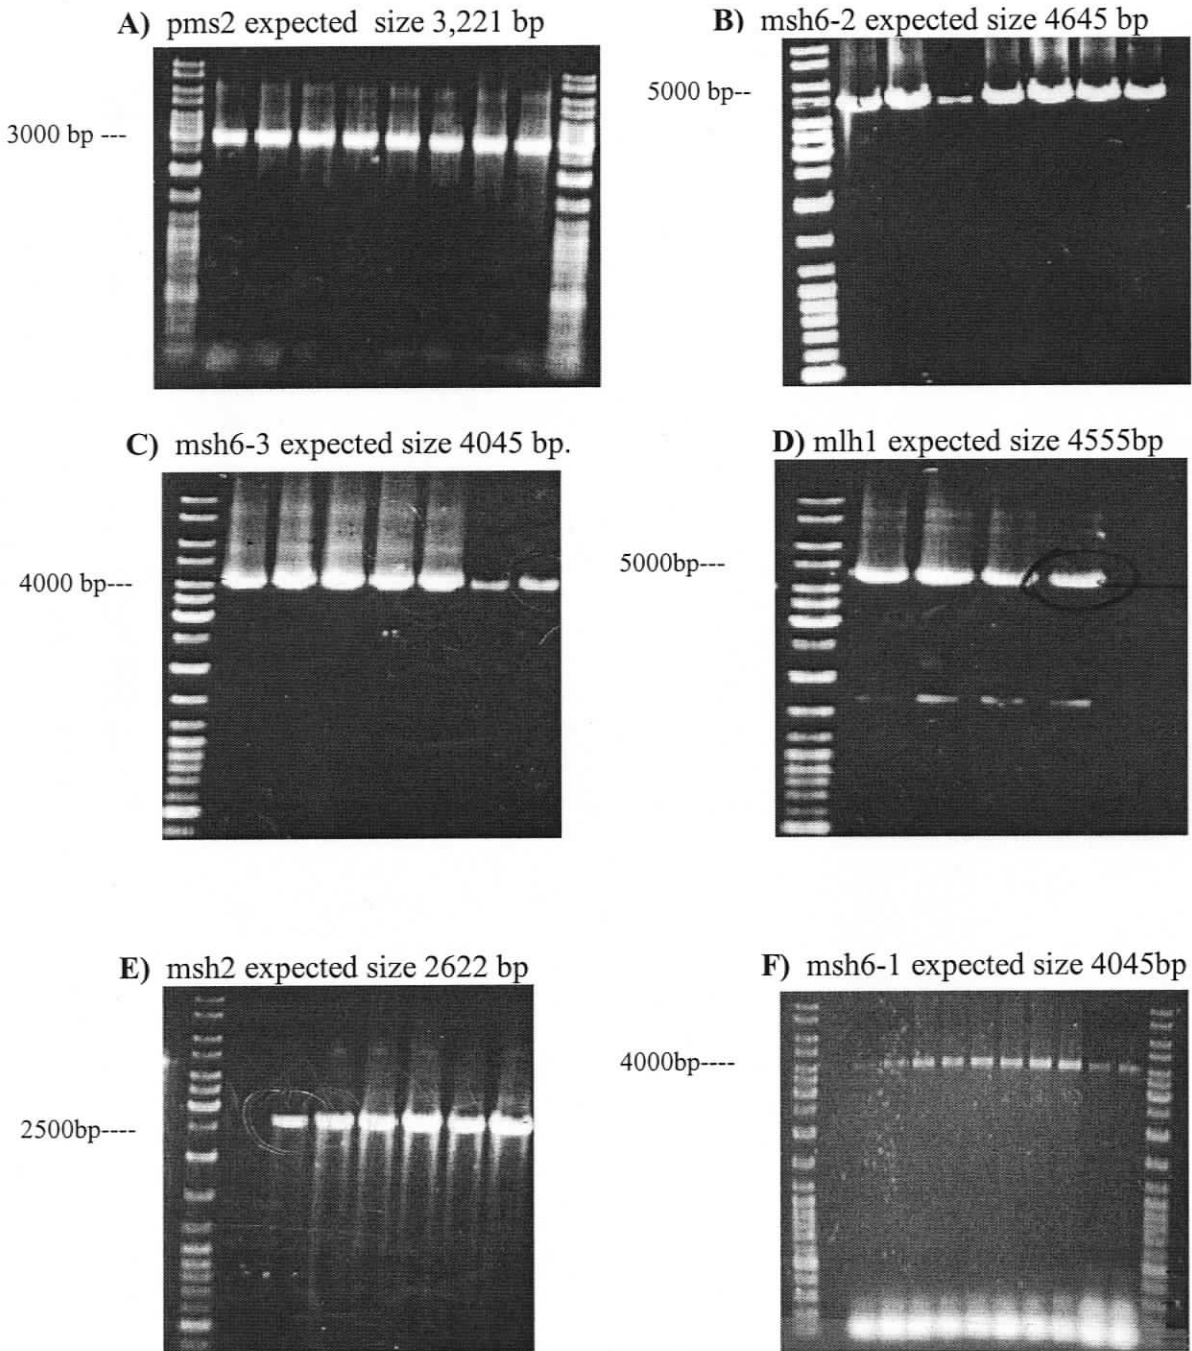 A) pms2 expected size 3,221 bp
3000 bp ---
B) msh6-2 expected size 4645 bp
5000 bp--
C) msh6-3 expected size 4045 bp.
4000 bp---
D) mlh1 expected size 4555bp
5000bp---
E) msh2 expected size 2622 bp
2500bp----
F) msh6-1 expected size 4045bp
4000bp----